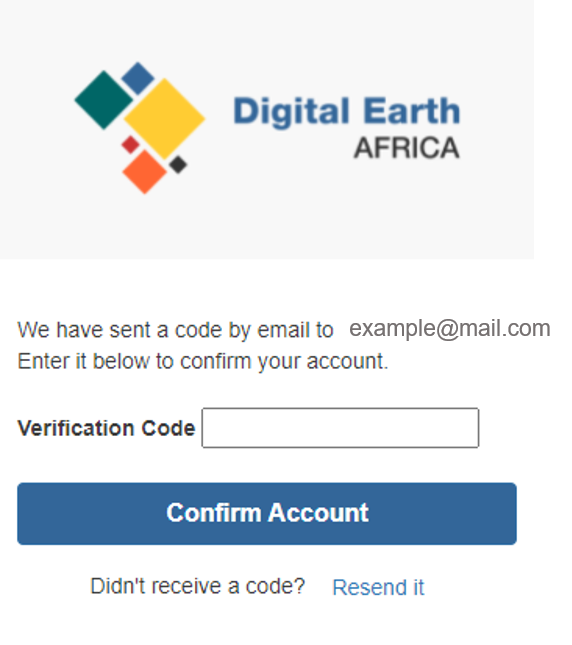 Digital Earth
AFRICA
We have sent a code by email to example@mail.com
Enter it below to confirm your account.
Verification Code
Confirm Account
Didn't receive a code? Resend it